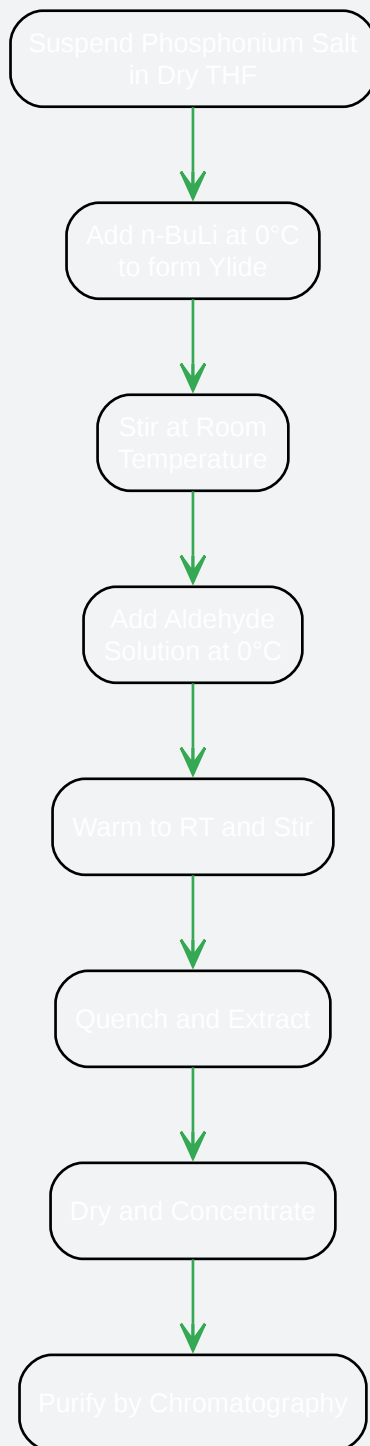 Suspend Phosphonium Salt
in Dry THF
Add n-BuLi at 0°C
to form Ylide
Stir at Room
Temperature
Add Aldehyde
Solution at 0°C
Warm to RT and Stir
Quench and Extract
Dry and Concentrate
Purify by Chromatography